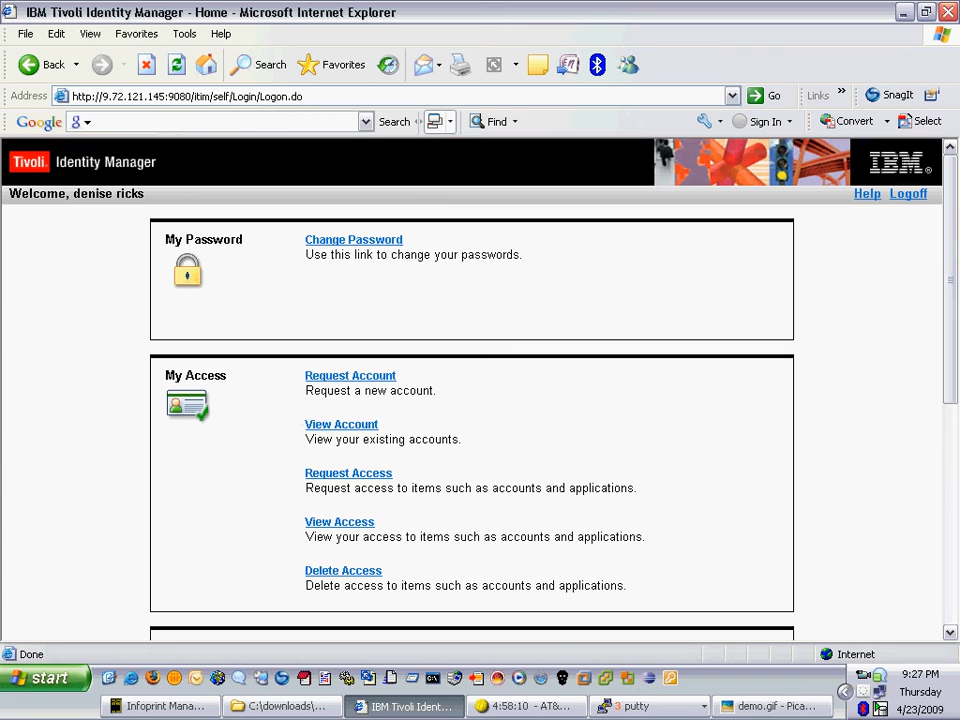 IBM Tivoli Identity Manager - Home - Microsoft Internet Explorer
File Edit View Favorites Tools Help
Back Search Favorites
Address http://9.72.121.145:9080/itim/self/Login/Logon.do Go Links » SnagIt
Google g Search Find Sign In Convert Select
Tivoli. Identity Manager IBM®
Welcome, denise ricks Help Logoff
My Password
Change Password
Use this link to change your passwords.
My Access
Request Account
Request a new account.
View Account
View your existing accounts.
Request Access
Request access to items such as accounts and applications.
View Access
View your access to items such as accounts and applications.
Delete Access
Delete access to items such as accounts and applications.
Done Internet
start 9:27 PM
Thursday
4/23/2009
Infoprint Mana... C:\downloads\... IBM Tivoli Ident... 4:58:10 - AT&... 3 putty demo.gif - Pica...